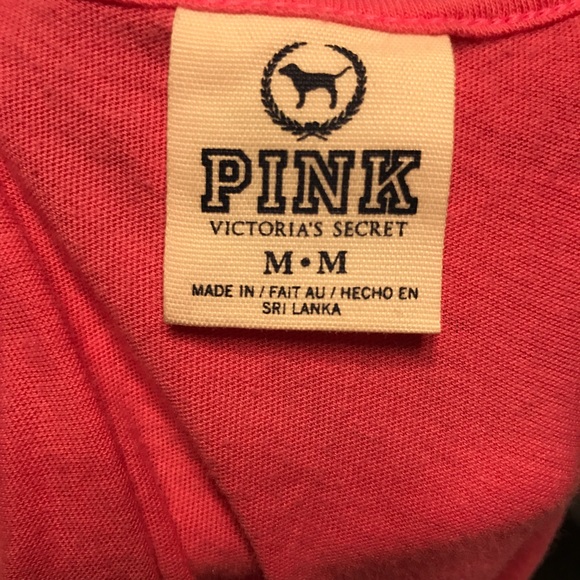 PINK
VICTORIA'S SECRET
M • M
MADE IN / FAIT AU / HECHO EN
SRI LANKA